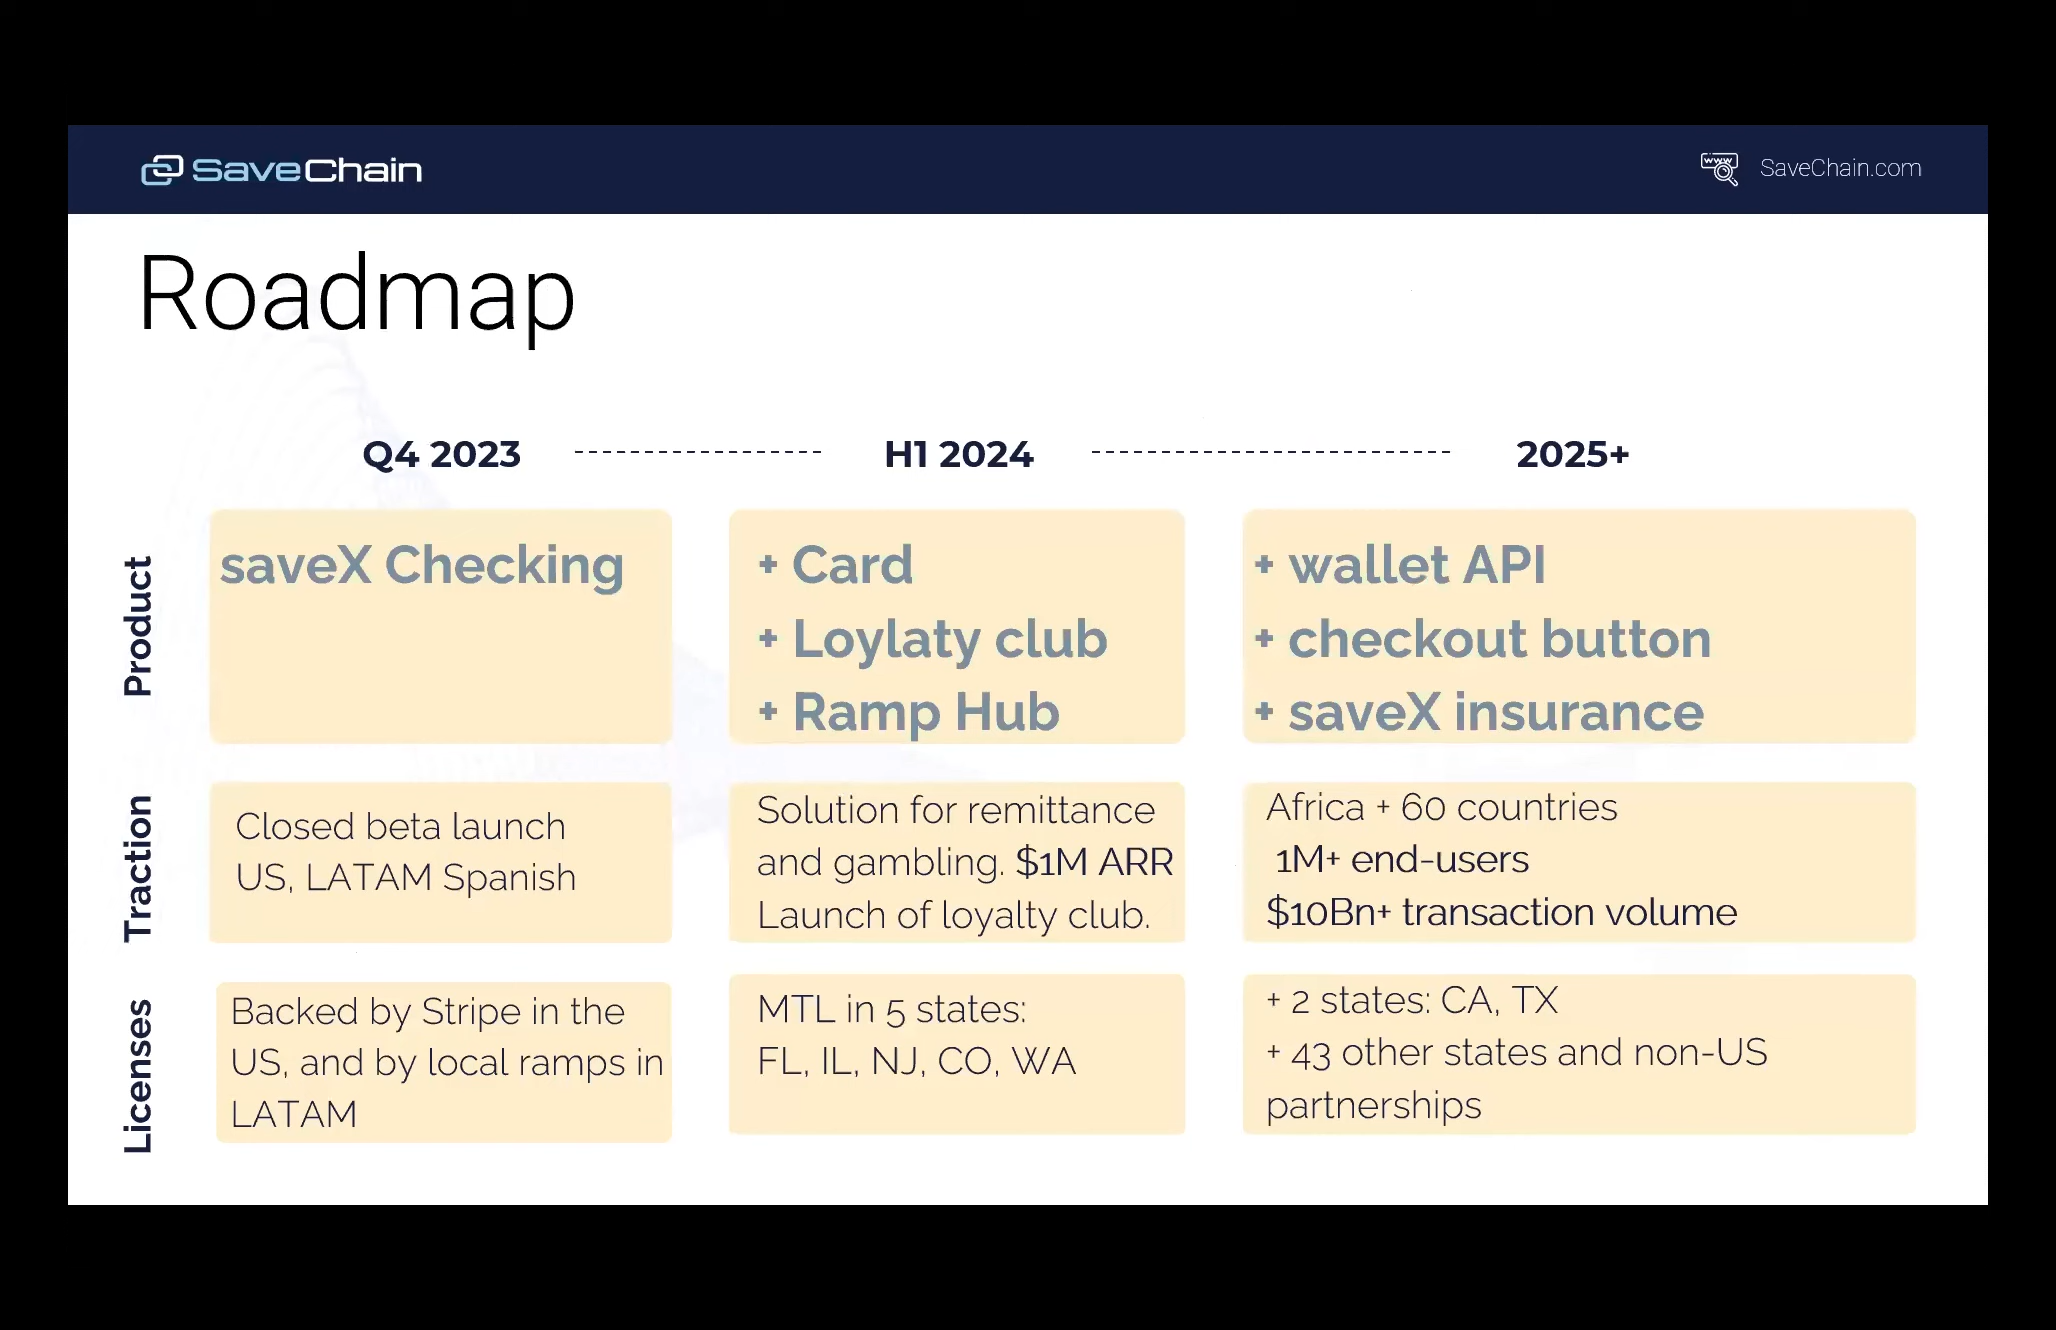 SaveChain
www
SaveChain.com
Roadmap
Q4 2023
H1 2024
2025+
Product
saveX Checking
+ Card
+ Loylaty club
+ Ramp Hub
+ wallet API
+ checkout button
+ saveX insurance
Traction
Closed beta launch
US, LATAM Spanish
Solution for remittance
and gambling. $1M ARR
Launch of loyalty club.
Africa + 60 countries
1M+ end-users
$10Bn+ transaction volume
Licenses
Backed by Stripe in the
US, and by local ramps in
LATAM
MTL in 5 states:
FL, IL, NJ, CO, WA
+ 2 states: CA, TX
+ 43 other states and non-US
partnerships